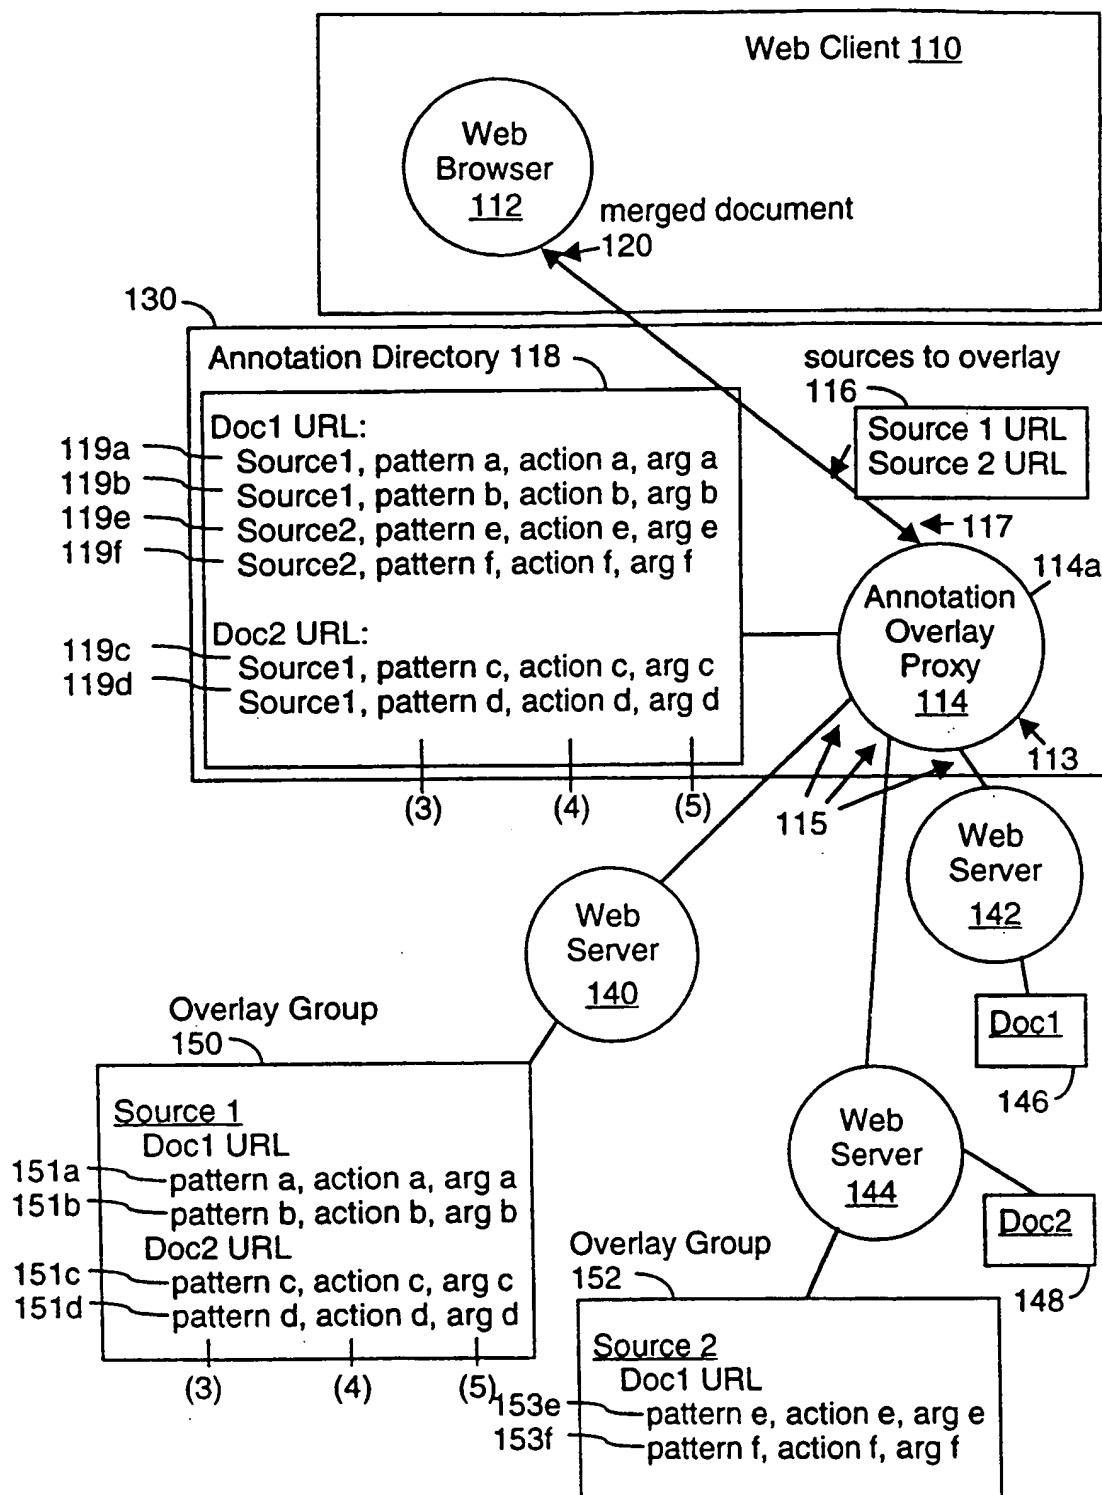 Web Client 110
Web
Browser
112
merged document
120
130
Annotation Directory 118
sources to overlay
116
Source 1 URL
Source 2 URL
Doc1 URL:
119a
Source1, pattern a, action a, arg a
119b
Source1, pattern b, action b, arg b
119e
Source2, pattern e, action e, arg e
119f
Source2, pattern f, action f, arg f
117
114a
Annotation
Overlay
Proxy
114
Doc2 URL:
119c
Source1, pattern c, action c, arg c
119d
Source1, pattern d, action d, arg d
113
(3)
(4)
(5)
115
Web
Server
142
Web
Server
140
Doc1
146
Overlay Group
150
Source 1
Doc1 URL
151a
pattern a, action a, arg a
151b
pattern b, action b, arg b
Doc2 URL
151c
pattern c, action c, arg c
151d
pattern d, action d, arg d
(3)
(4)
(5)
Web
Server
144
Doc2
148
Overlay Group
152
Source 2
Doc1 URL
153e
pattern e, action e, arg e
153f
pattern f, action f, arg f